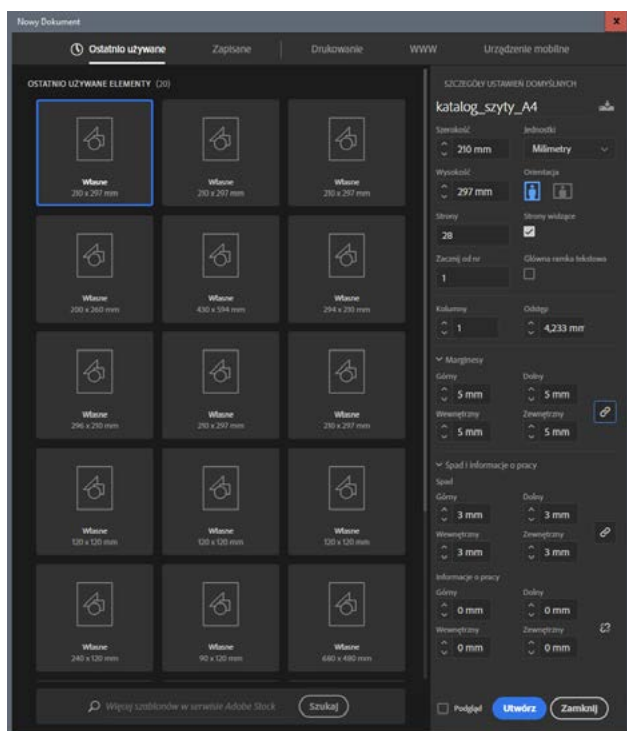 Nowy Dokument
x
Ostatnio używane Zapisane Drukowanie WWW Urządzenie mobilne
OSTATNIO UŻYWANE ELEMENTY (20)
Własne
210 x 297 mm
Własne
210 x 297 mm
Własne
210 x 297 mm
Własne
200 x 260 mm
Własne
430 x 594 mm
Własne
294 x 210 mm
Własne
296 x 210 mm
Własne
210 x 297 mm
Własne
210 x 297 mm
Własne
120 x 120 mm
Własne
120 x 120 mm
Własne
120 x 120 mm
Własne
240 x 120 mm
Własne
90 x 120 mm
Własne
680 x 480 mm
Więcej szablonów w serwisie Adobe Stock Szukaj
SZCZEGÓŁY USTAWIEŃ DOMYŚLNYCH
katalog_szyty_A4
Szerokość Jednostki
210 mm Milimetry
Wysokość Orientacja
297 mm
Strony Strony widzące
28
Zacznij od nr Główna ramka tekstowa
1
Kolumny Odstęp
1 4,233 mm
Marginesy
Górny Dolny
5 mm 5 mm
Wewnętrzny Zewnętrzny
5 mm 5 mm
Spad i informacje o pracy
Spad
Górny Dolny
3 mm 3 mm
Wewnętrzny Zewnętrzny
3 mm 3 mm
Informacje o pracy
Górny Dolny
0 mm 0 mm
Wewnętrzny Zewnętrzny
0 mm 0 mm
Podgląd Utwórz Zamknij